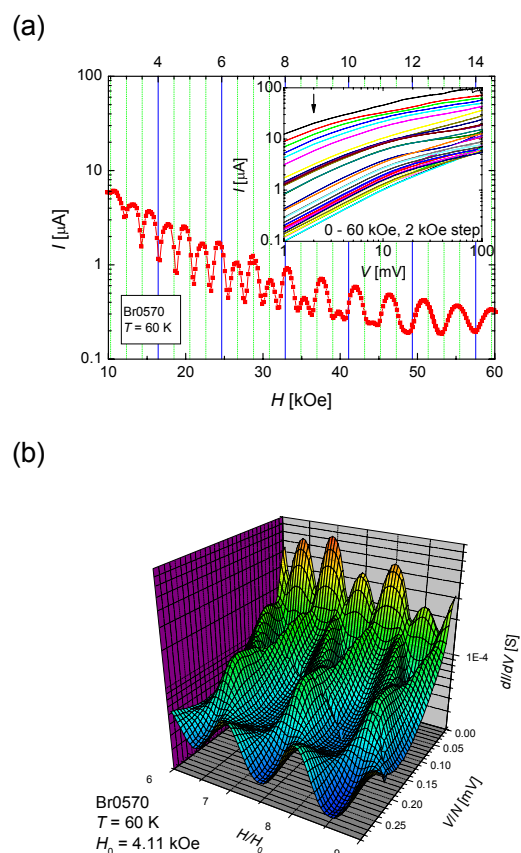 (a)
4 6 8 10 12 14
100
10
1
0.1
I [µA]
100
10
1
0.1
I [µA]
0 - 60 kOe, 2 kOe step
1 10 100
V [mV]
Br0570
T = 60 K
10 20 30 40 50 60
H [kOe]
(b)
dI/dV [S]
1E-4
0.00
0.05
0.10
0.15
0.20
0.25
V/N [mV]
6
7
8
9
H/H0
Br0570
T = 60 K
H0 = 4.11 kOe